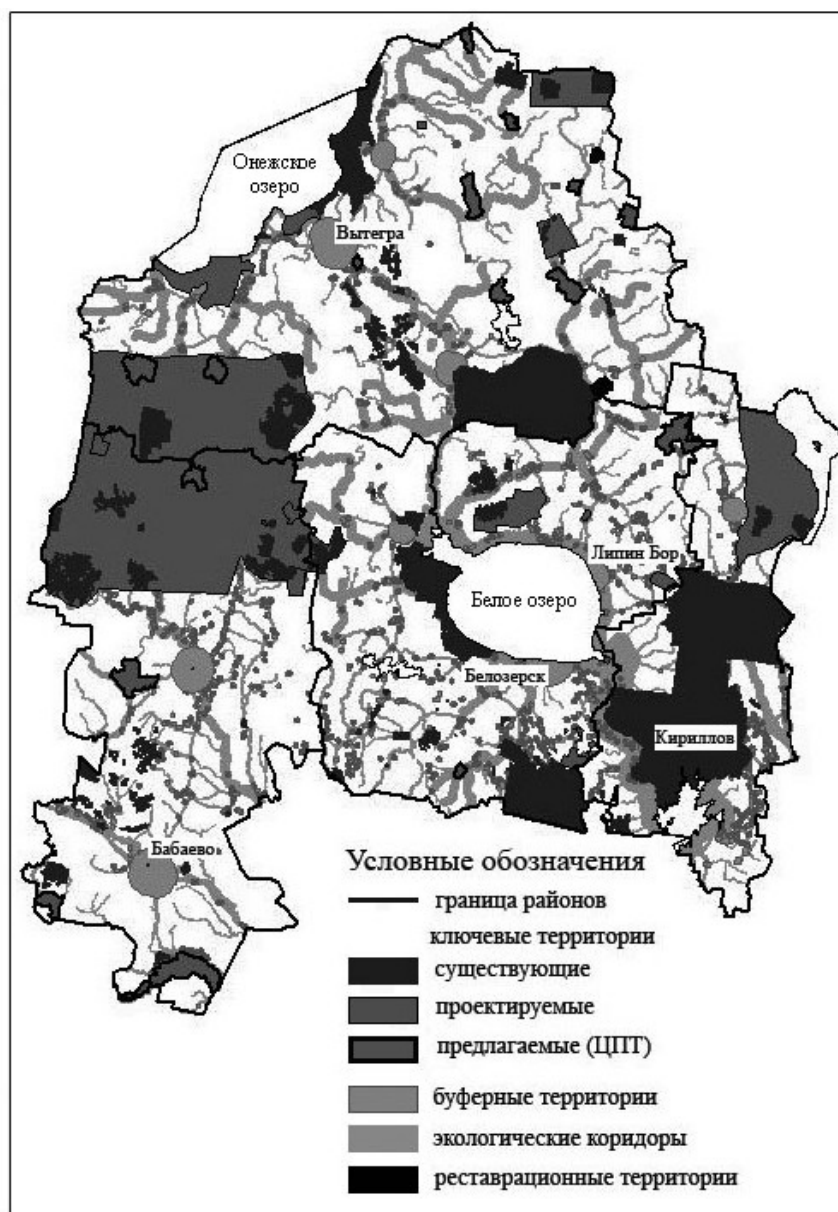 Онежское
озеро
Вытегра
Липин Бор
Белое озеро
Белозерск
Кириллов
Бабаево
Условные обозначения
граница районов
ключевые территории
существующие
проектируемые
предлагаемые (ЦПТ)
буферные территории
экологические коридоры
реставрационные территории